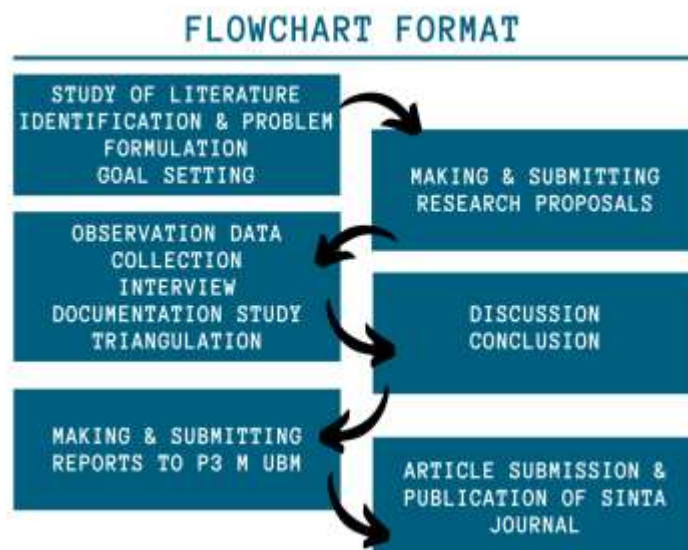 FLOWCHART FORMAT
STUDY OF LITERATURE
IDENTIFICATION & PROBLEM
FORMULATION
GOAL SETTING
MAKING & SUBMITTING
RESEARCH PROPOSALS
OBSERVATION DATA
COLLECTION
INTERVIEW
DOCUMENTATION STUDY
TRIANGULATION
DISCUSSION
CONCLUSION
MAKING & SUBMITTING
REPORTS TO P3 M UBM
ARTICLE SUBMISSION &
PUBLICATION OF SINTA
JOURNAL